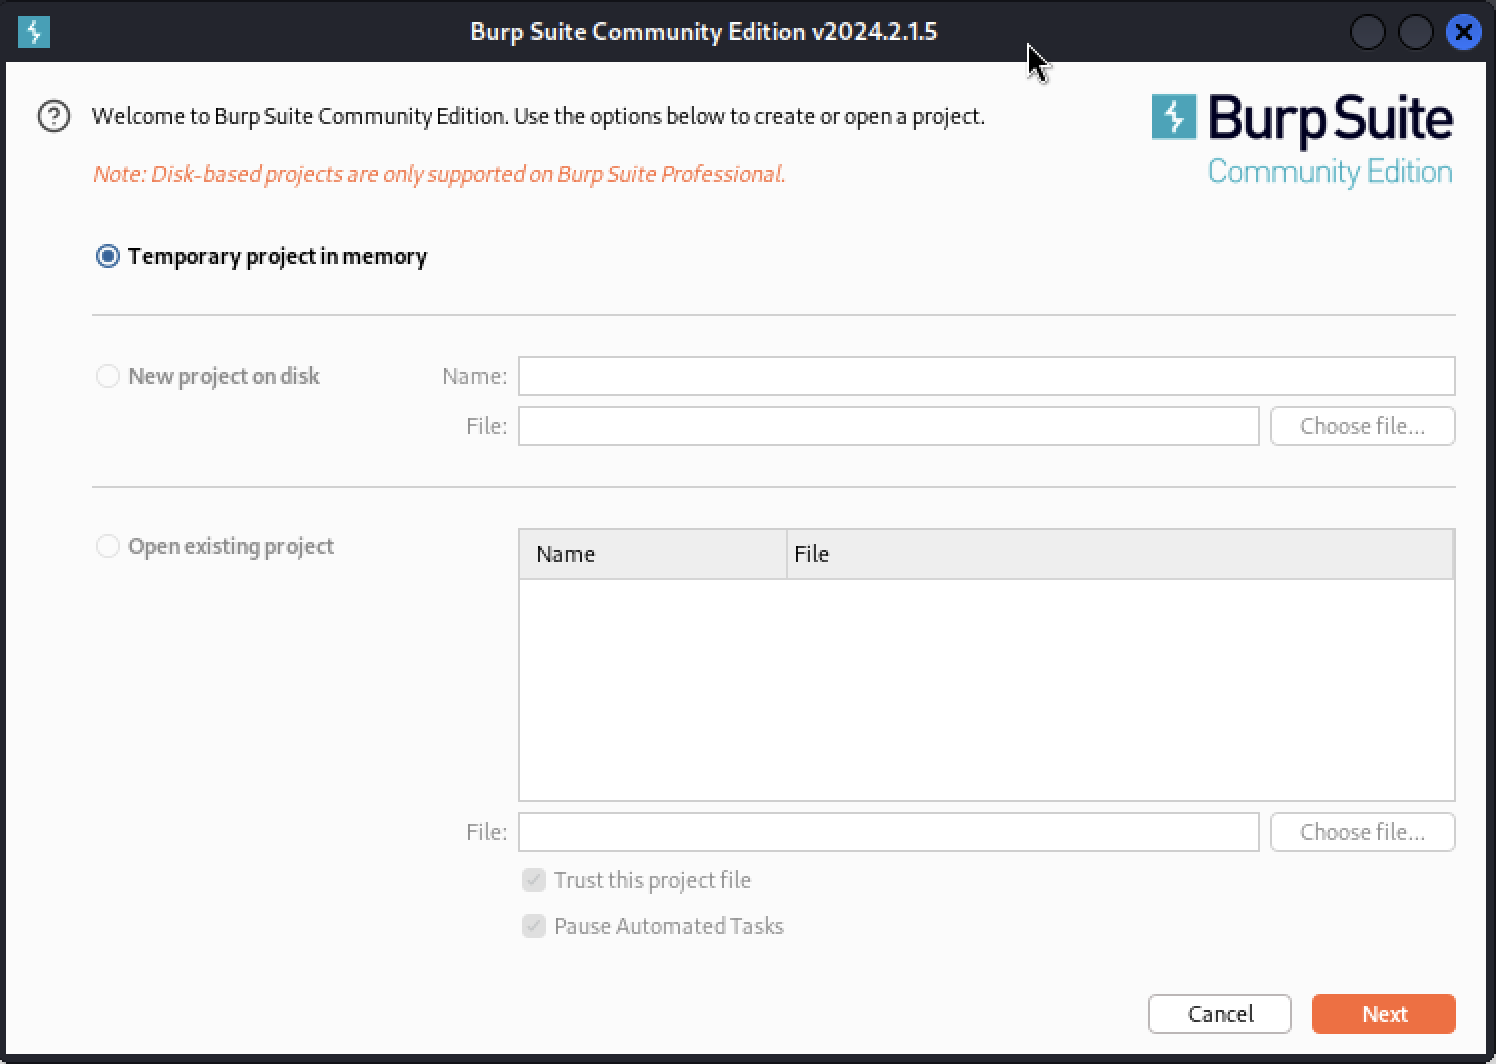 Burp Suite Community Edition v2024.2.1.5
Welcome to Burp Suite Community Edition. Use the options below to create or open a project.
Burp Suite
Community Edition
Note: Disk-based projects are only supported on Burp Suite Professional.
Temporary project in memory
New project on disk
Name:
File:
Choose file...
Open existing project
Name
File
File:
Choose file...
Trust this project file
Pause Automated Tasks
Cancel
Next